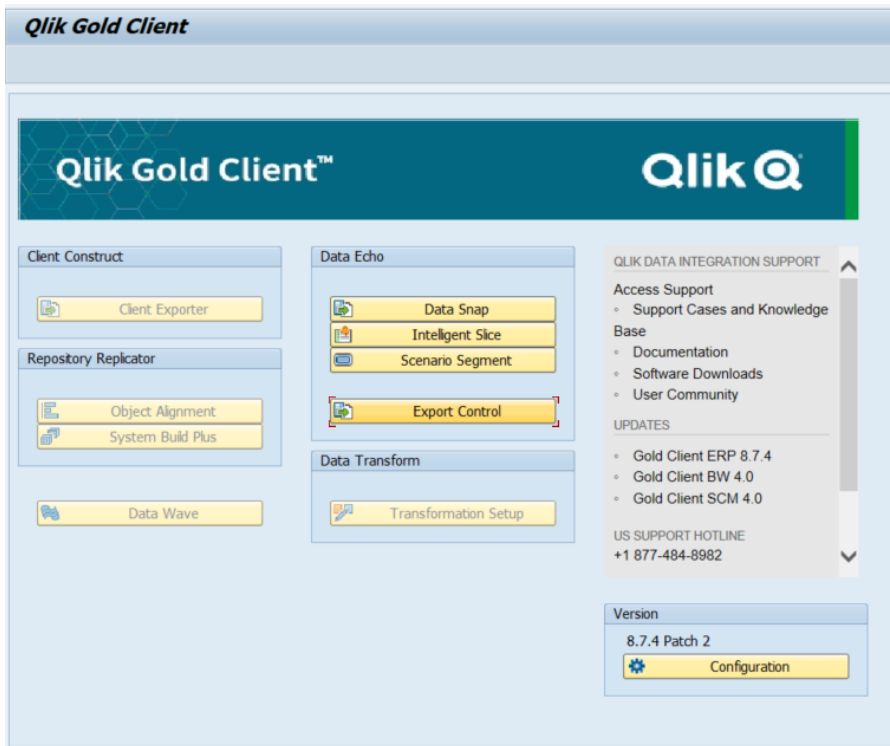 Qlik Gold Client
Qlik Gold Client™
Qlik
Client Construct
Client Exporter
Repository Replicator
Object Alignment
System Build Plus
Data Wave
Data Echo
Data Snap
Intelligent Slice
Scenario Segment
Export Control
Data Transform
Transformation Setup
QLIK DATA INTEGRATION SUPPORT
Access Support
Support Cases and Knowledge
Base
Documentation
Software Downloads
User Community
UPDATES
Gold Client ERP 8.7.4
Gold Client BW 4.0
Gold Client SCM 4.0
US SUPPORT HOTLINE
+1 877-484-8982
Version
8.7.4 Patch 2
Configuration